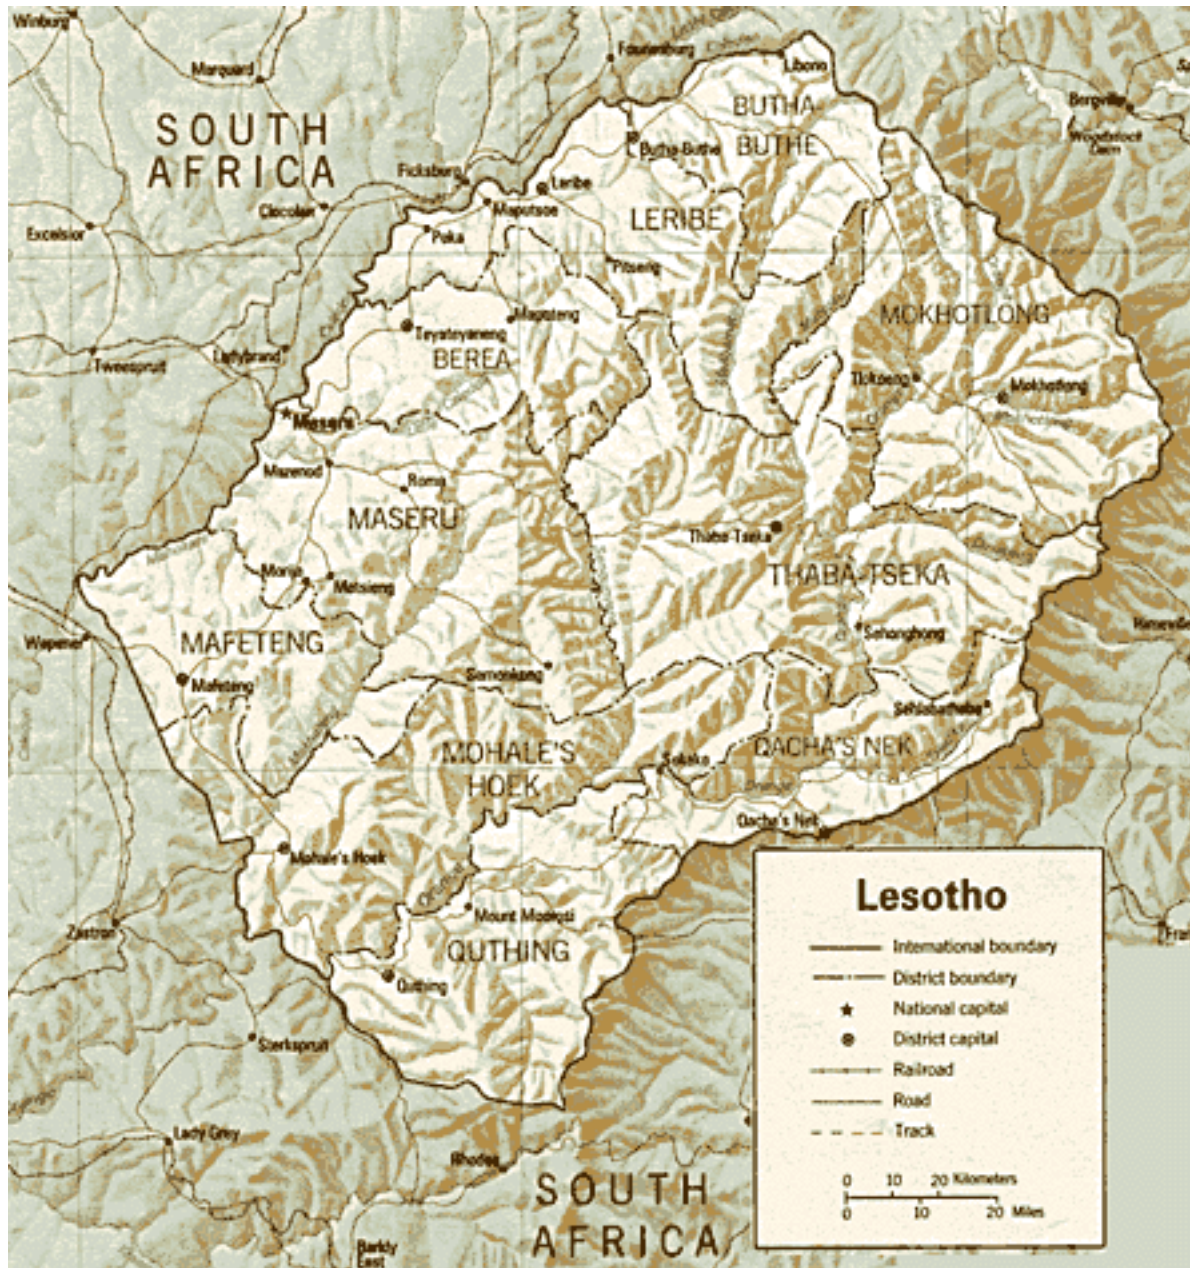 Winburg
Fouriesburg
Marquard
Libono
SOUTH
AFRICA
BUTHA-
BUTHE
Bergville
Woodstock
Dam
Butha-Buthe
Ficksburg
Leribe
Clocolan
Maputsoe
LERIBE
Excelsior
Peka
Pitseng
MOKHOTLONG
Mapoteng
Teyateyaneng
BEREA
Ladybrand
Tweespruit
Tlokoeng
Mokhotlong
Maseru
Mazenod
Roma
MASERU
Thaba-Tseka
THABA-TSEKA
Morija
Matsieng
Sehonghong
Wepener
MAFETENG
Mafeteng
Semonkong
Sehlabathebe
MOHALE'S
HOEK
QACHA'S NEK
Sekake
Orange
Qacha's Nek
Mohale's Hoek
Mount Moorosi
Zastron
QUTHING
Quthing
Sterkspruit
Lady Grey
Rhodes
SOUTH
AFRICA
Barkly
East
Lesotho
International boundary
District boundary
National capital
District capital
Railroad
Road
Track
0 10 20 Kilometers
0 10 20 Miles